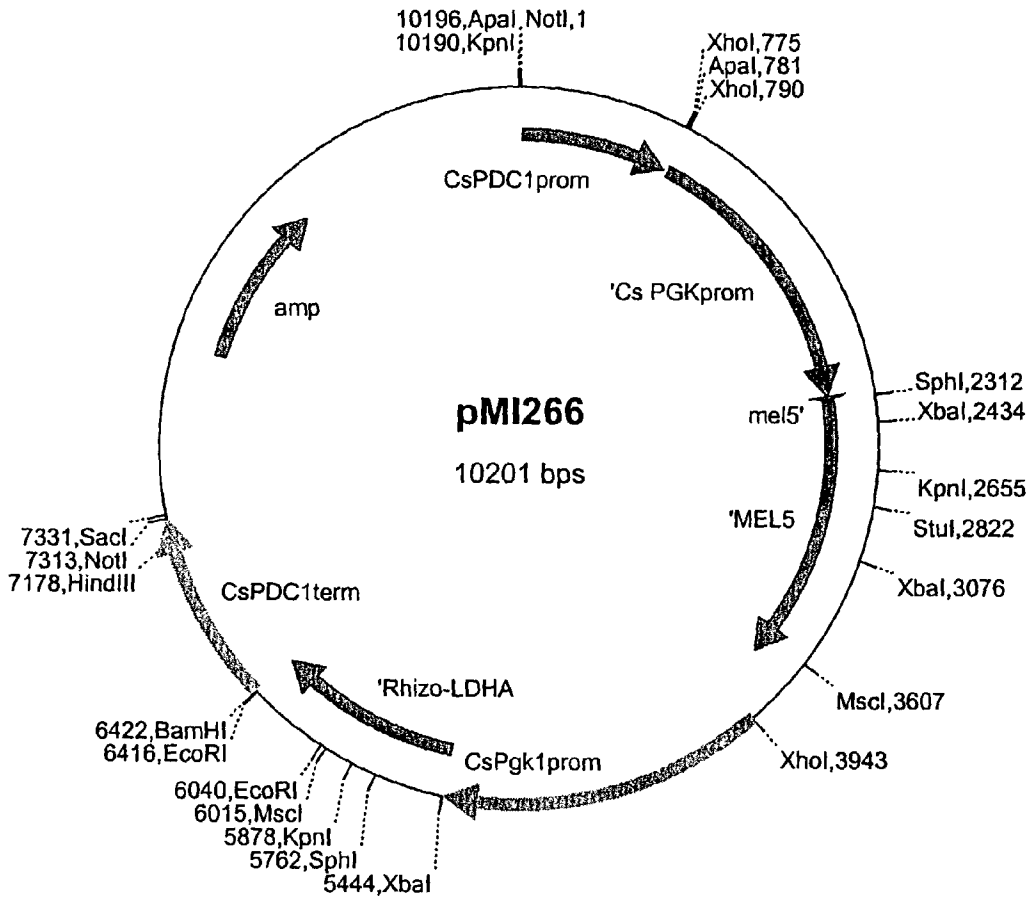 10196,ApaI NotI,1
10190,KpnI
XhoI,775
ApaI,781
XhoI,790
CsPDC1prom
'Cs PGKprom
amp
SphI,2312
XbaI,2434
pMI266
mel5'
10201 bps
KpnI,2655
'MEL5
StuI,2822
7331,SacI
7313,NotI
7178,HindIII
XbaI,3076
CsPDC1term
'Rhizo-LDHA
MscI,3607
6422,BamHI
6416,EcoRI
CsPgk1prom
XhoI,3943
6040,EcoRI
6015,MscI
5878,KpnI
5762,SphI
5444,XbaI